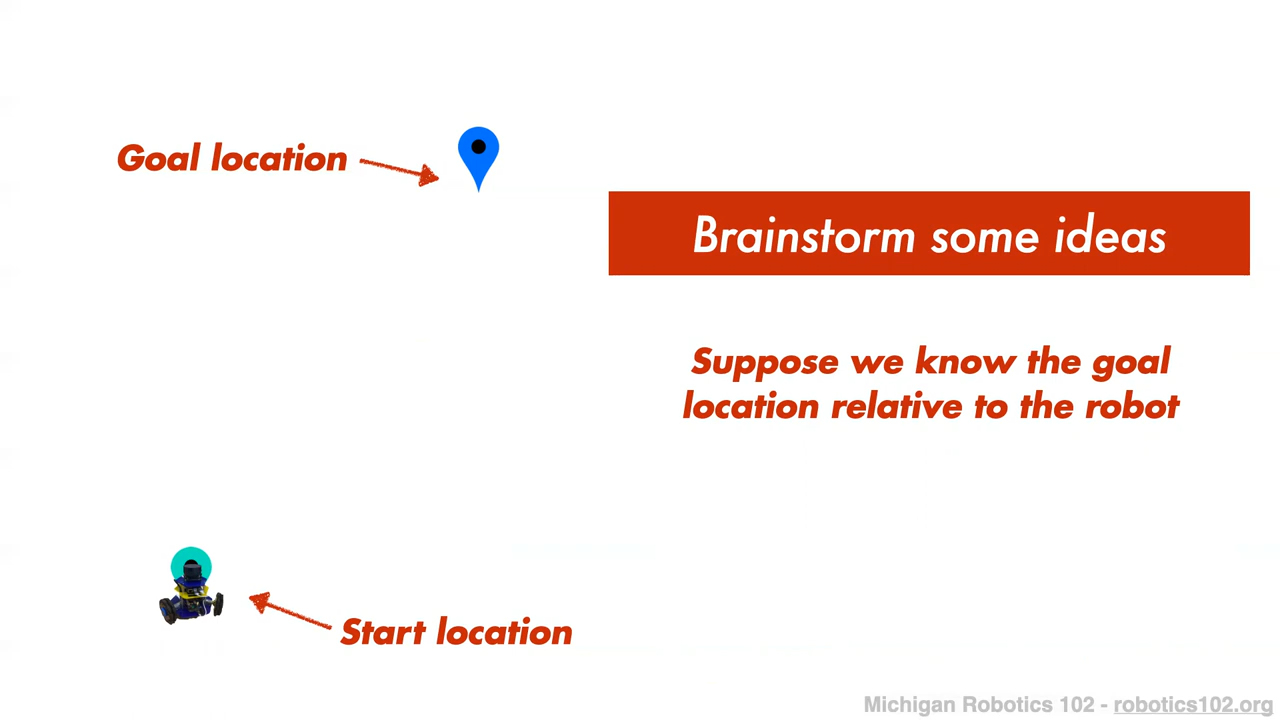 Goal location
Brainstorm some ideas
Suppose we know the goal
location relative to the robot
Start location
Michigan Robotics 102 - robotics102.org